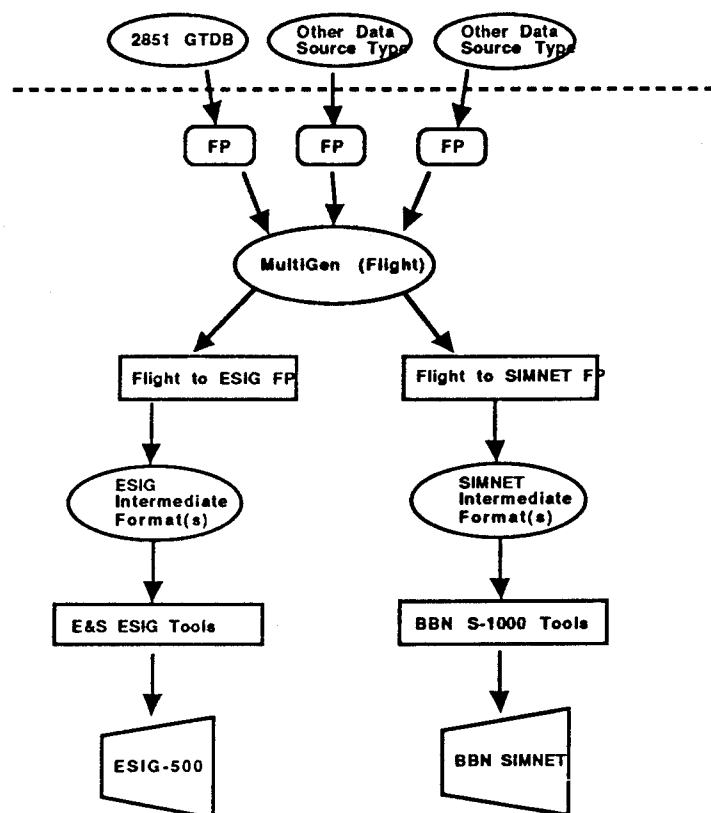 2851 GTDB
Other Data
Source Type
Other Data
Source Type
FP
FP
FP
MultiGen (Flight)
Flight to ESIG FP
Flight to SIMNET FP
ESIG
Intermediate
Format(s)
SIMNET
Intermediate
Format(s)
E&S ESIG Tools
BBN S-1000 Tools
ESIG-500
BBN SIMNET